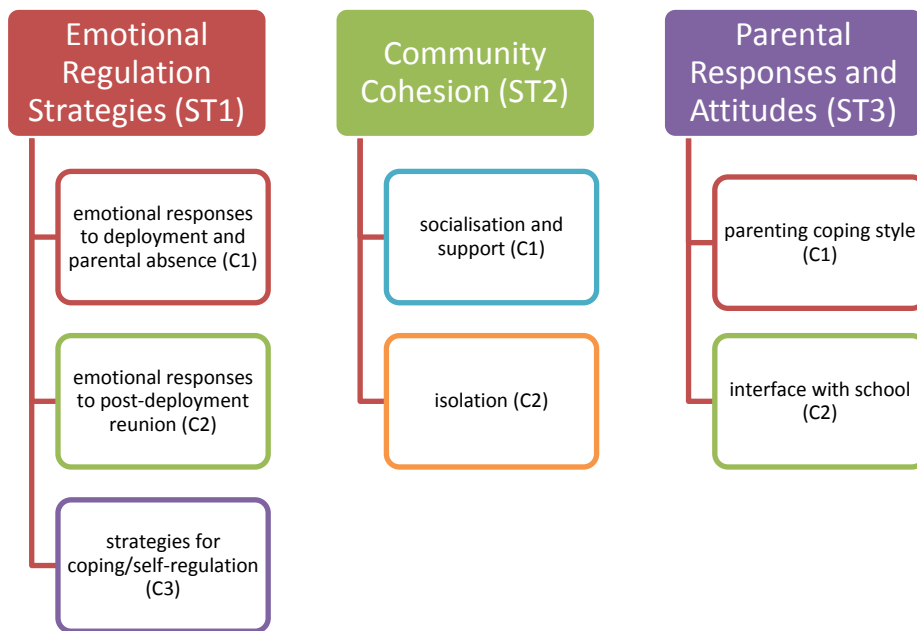 Emotional
Regulation
Strategies (ST1)
emotional responses
to deployment and
parental absence (C1)
emotional responses
to post-deployment
reunion (C2)
strategies for
coping/self-regulation
(C3)
Community
Cohesion (ST2)
socialisation and
support (C1)
isolation (C2)
Parental
Responses and
Attitudes (ST3)
parenting coping style
(C1)
interface with school
(C2)